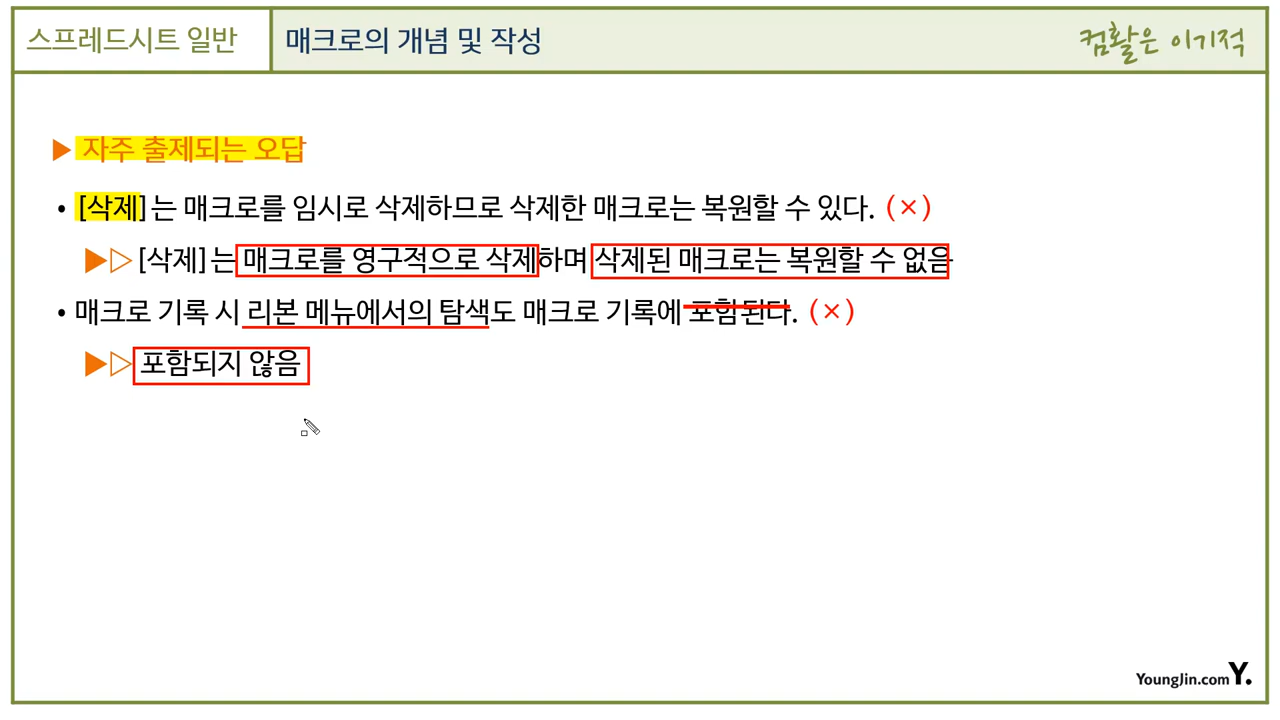 스프레드시트 일반
매크로의 개념 및 작성
컴활은 이기적
▶ 자주 출제되는 오답
• [삭제]는 매크로를 임시로 삭제하므로 삭제한 매크로는 복원할 수 있다. (×)
▶▷ [삭제]는 매크로를 영구적으로 삭제하며 삭제된 매크로는 복원할 수 없음
• 매크로 기록 시 리본 메뉴에서의 탐색도 매크로 기록에 포함된다. (×)
▶▷ 포함되지 않음
YoungJin.com Y.